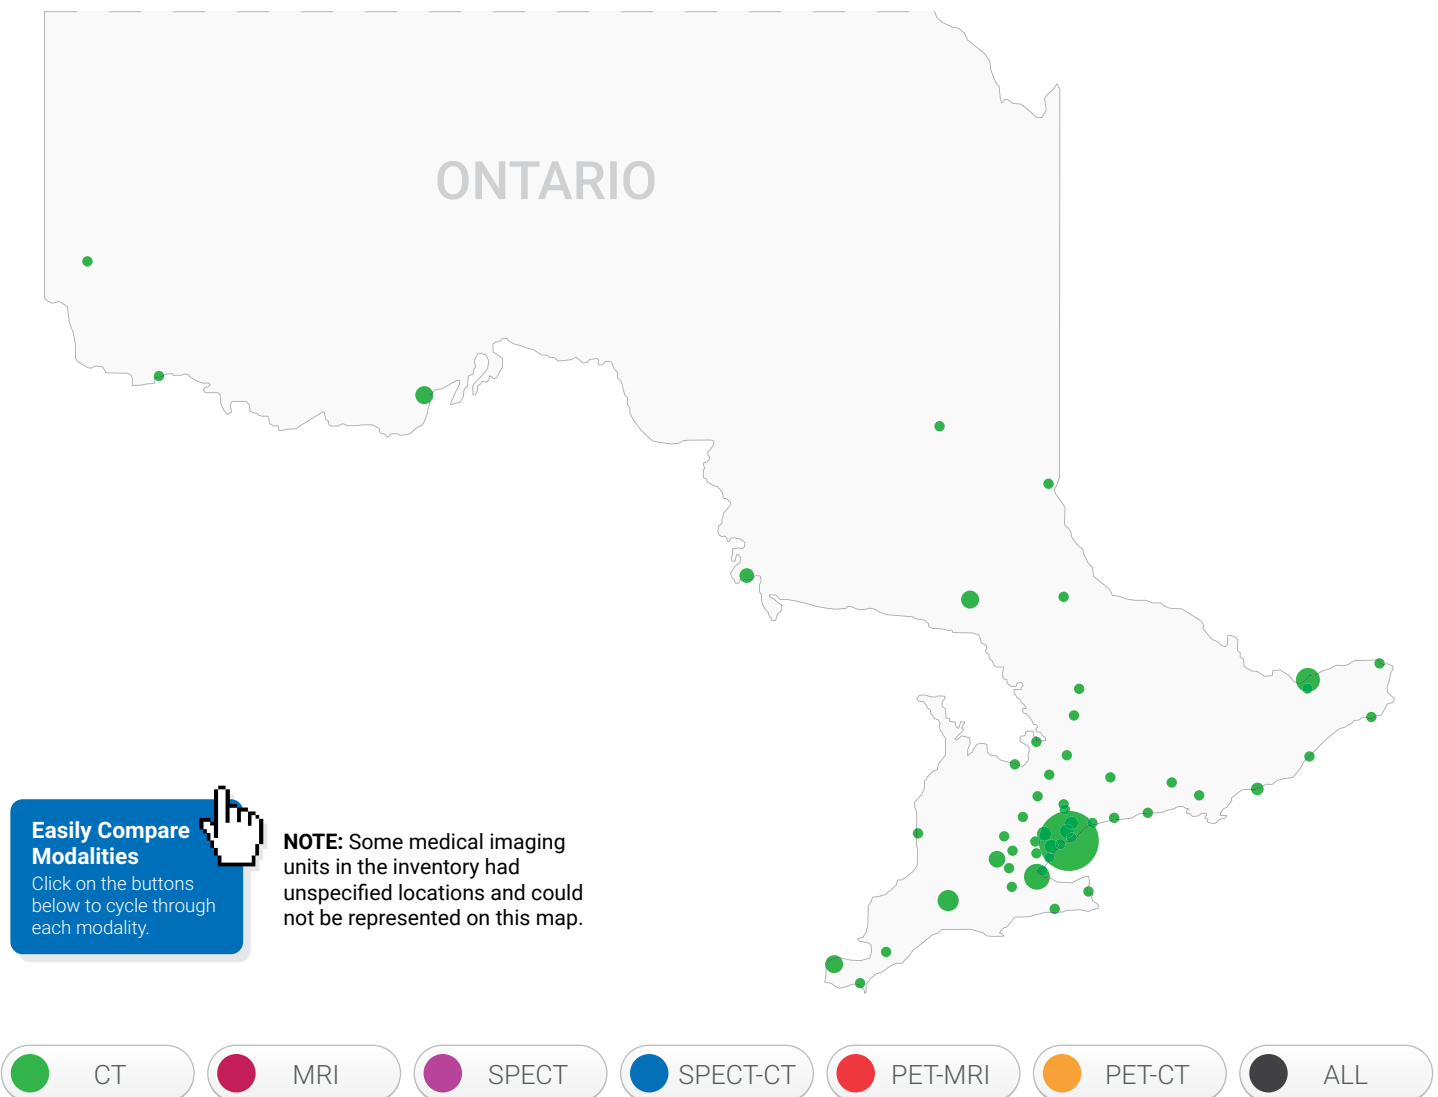 ONTARIO
Easily Compare
Modalities
Click on the buttons
below to cycle through
each modality.
NOTE: Some medical imaging
units in the inventory had
unspecified locations and could
not be represented on this map.
CT
MRI
SPECT
SPECT-CT
PET-MRI
PET-CT
ALL